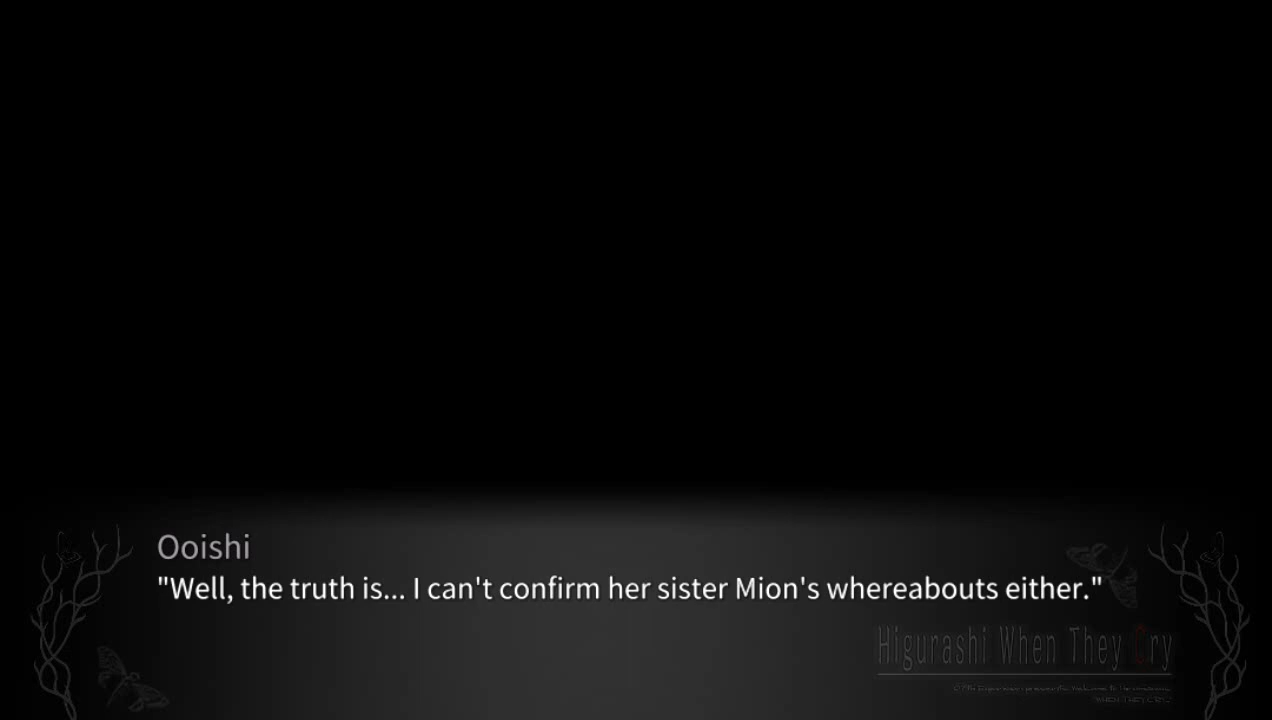 Ooishi
"Well, the truth is... I can't confirm her sister Mion's whereabouts either."
Higurashi When They Cry